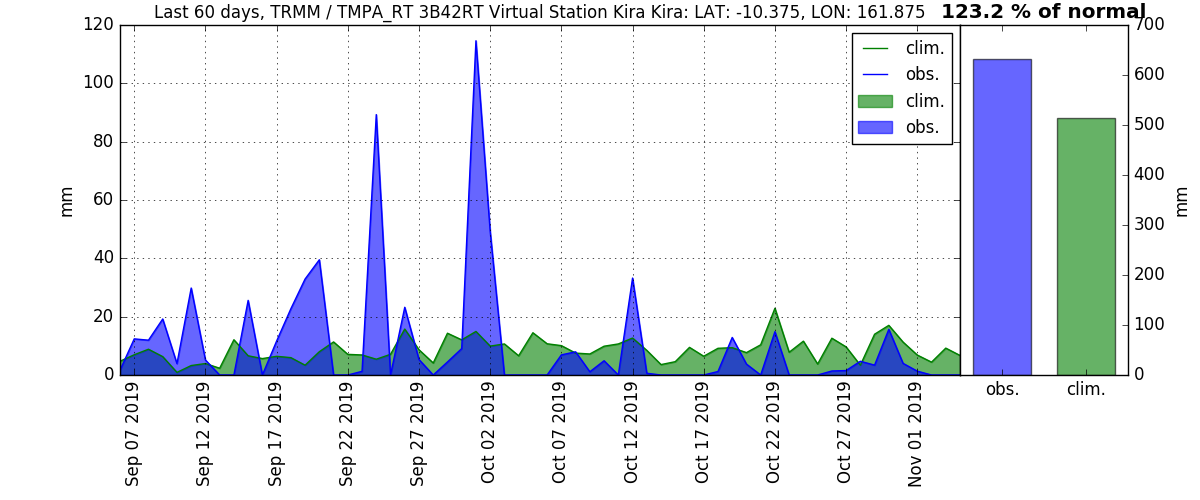 Last 60 days, TRMM / TMPA_RT 3B42RT Virtual Station Kira Kira: LAT: -10.375, LON: 161.875 123.2 % of normal
120
100
80
60
40
20
0
mm
clim.
obs.
clim.
obs.
Sep 07 2019
Sep 12 2019
Sep 17 2019
Sep 22 2019
Sep 27 2019
Oct 02 2019
Oct 07 2019
Oct 12 2019
Oct 17 2019
Oct 22 2019
Oct 27 2019
Nov 01 2019
700
600
500
400
300
200
100
0
mm
obs.
clim.